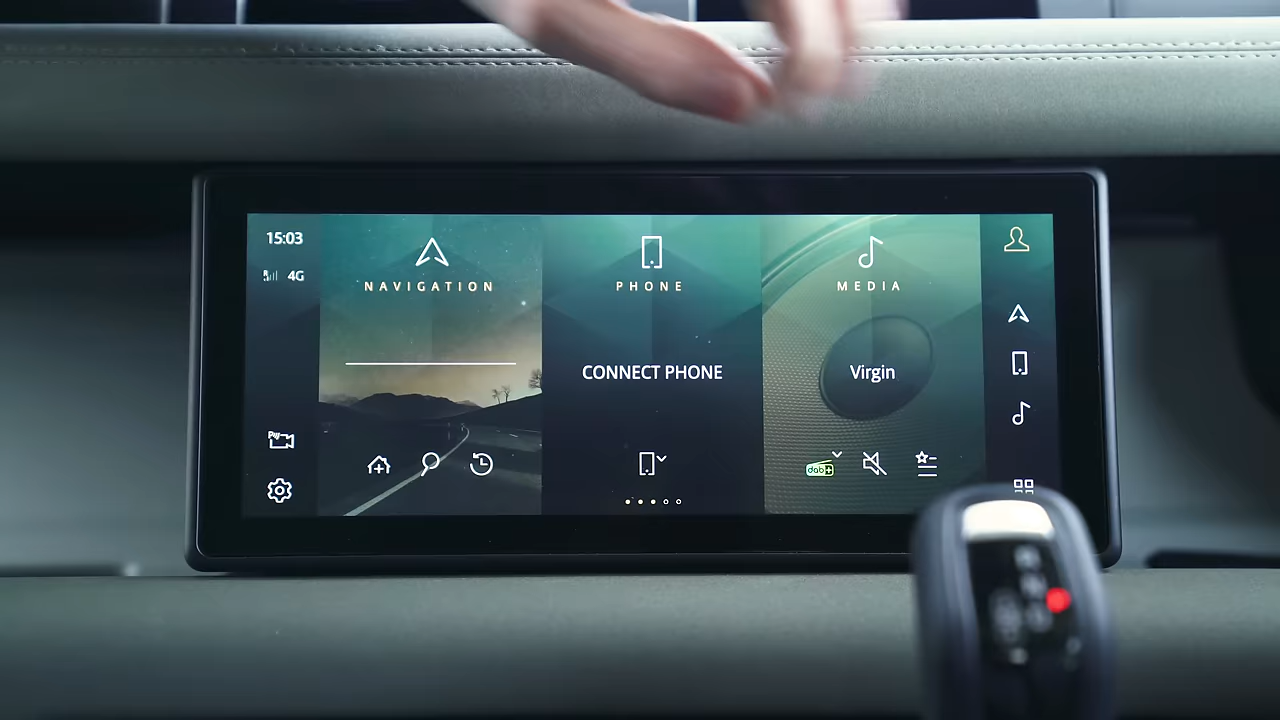 15:03
4G
NAVIGATION
PHONE
CONNECT PHONE
MEDIA
Virgin
dab+